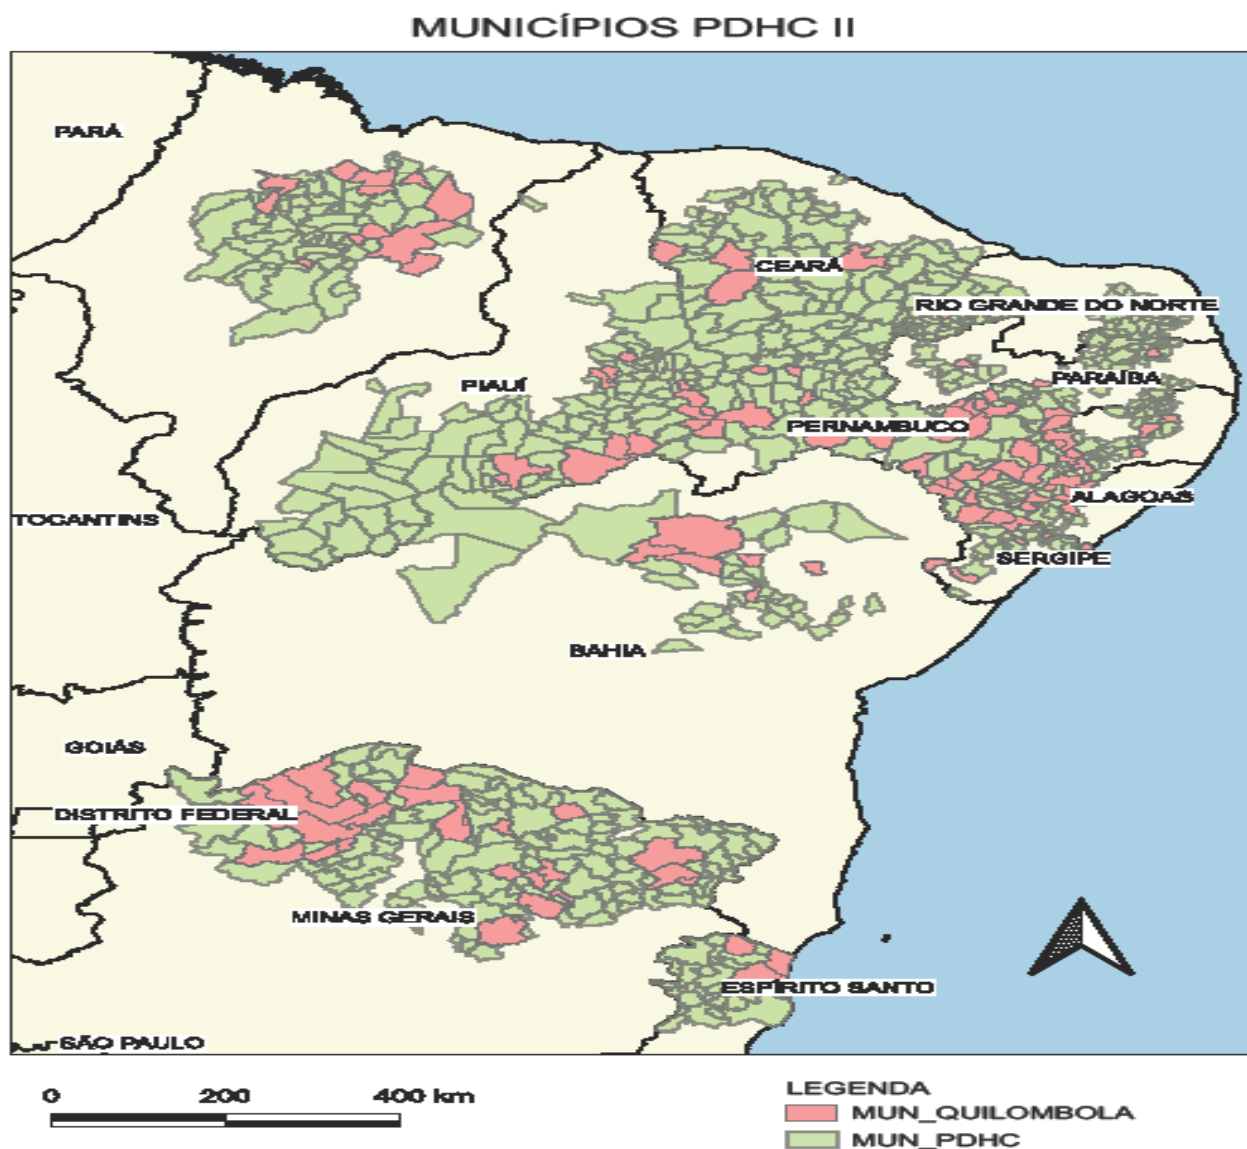 MUNICÍPIOS PDHC II
PARÁ
CEARÁ
RIO GRANDE DO NORTE
PARAÍBA
PIAUÍ
PERNAMBUCO
ALAGOAS
TOCANTINS
SERGIPE
BAHIA
GOIÁS
DISTRITO FEDERAL
MINAS GERAIS
ESPÍRITO SANTO
SÃO PAULO
0 200 400 km
LEGENDA
MUN_QUILOMBOLA
MUN_PDHC